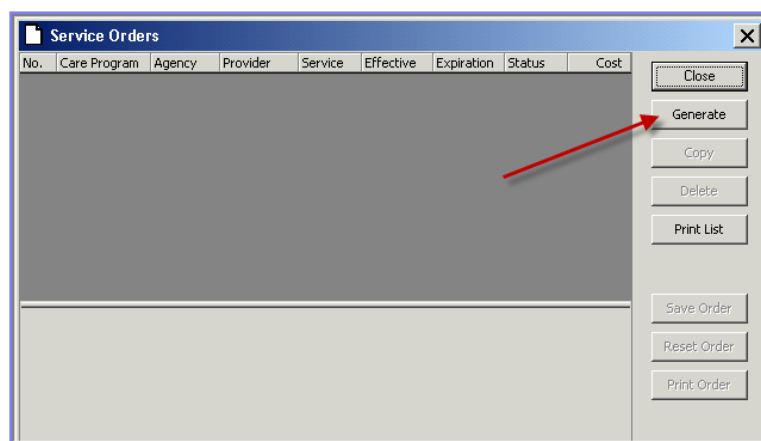 Service Orders
No. Care Program Agency Provider Service Effective Expiration Status Cost
Close
Generate
Copy
Delete
Print List
Save Order
Reset Order
Print Order